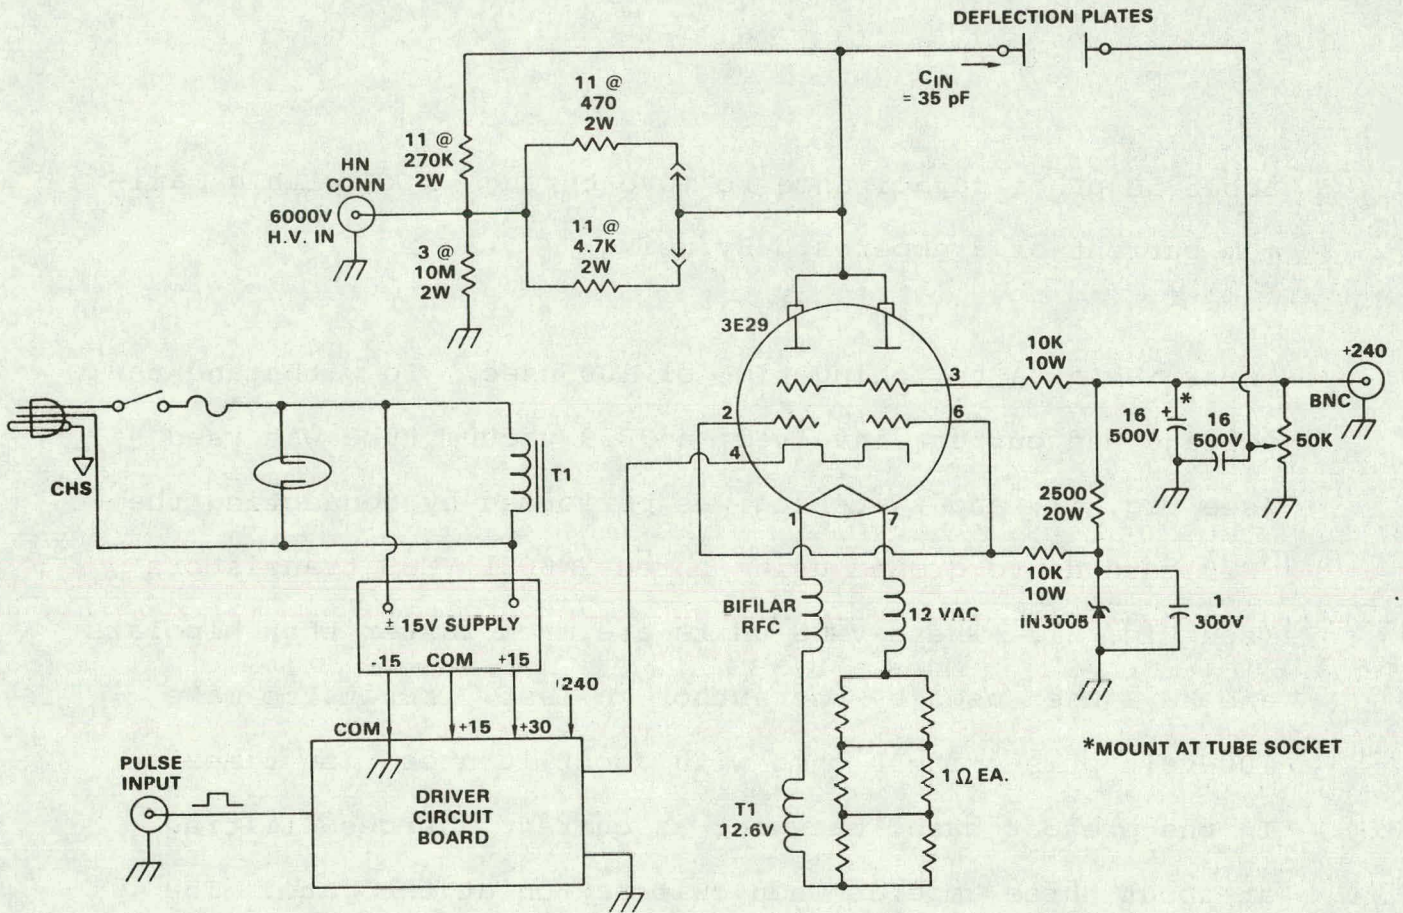 DEFLECTION PLATES
CIN
= 35 pF
11 @
470
2W
11 @
270K
2W
HN
CONN
6000V
H.V. IN
11 @
4.7K
2W
3 @
10M
2W
3E29
3
2
6
4
1
7
10K
10W
+240
BNC
+
*
16
500V
16
500V
50K
2500
20W
CHS
T1
10K
10W
1N3005
1
300V
BIFILAR
RFC
12 VAC
± 15V SUPPLY
-15 COM +15
+240
COM
+15
+30
*MOUNT AT TUBE SOCKET
PULSE
INPUT
DRIVER
CIRCUIT
BOARD
1Ω EA.
T1
12.6V